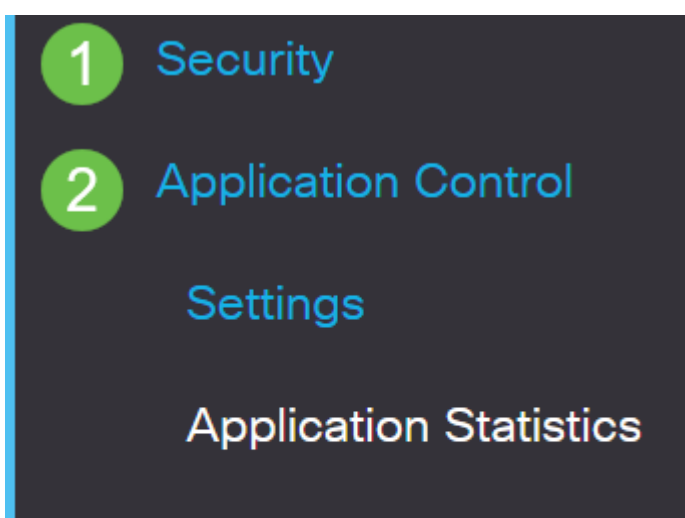 1 Security
2 Application Control
Settings
Application Statistics